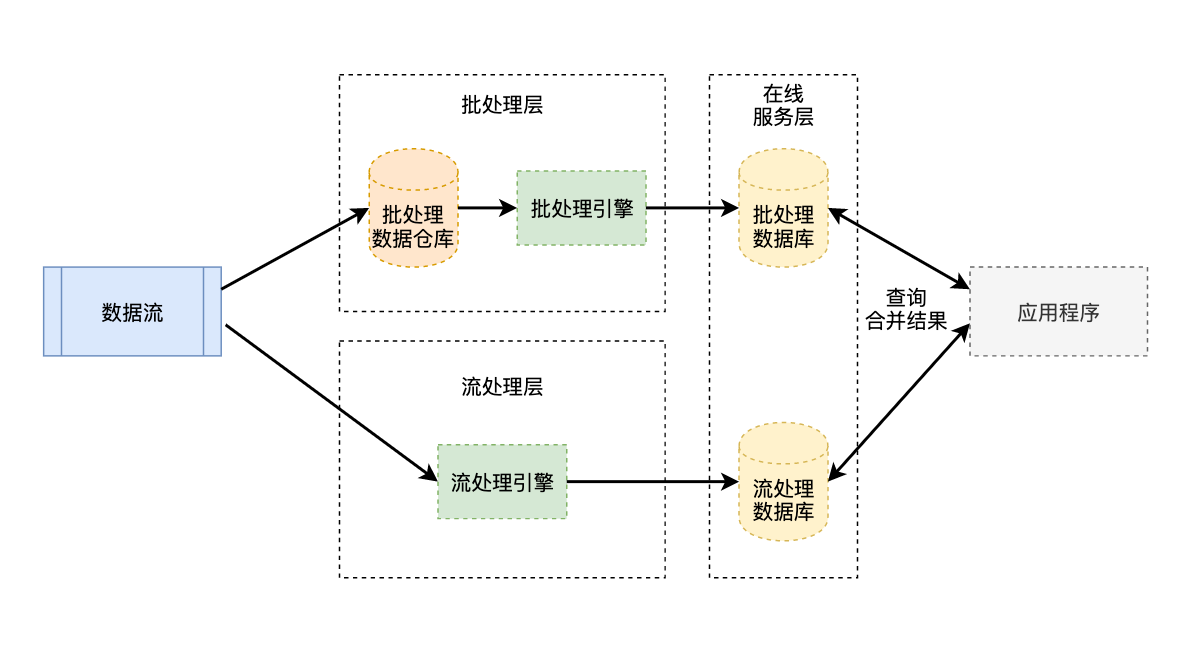 批处理层
在线
服务层
批处理
数据仓库
批处理引擎
批处理
数据库
数据流
查询
合并结果
应用程序
流处理层
流处理引擎
流处理
数据库